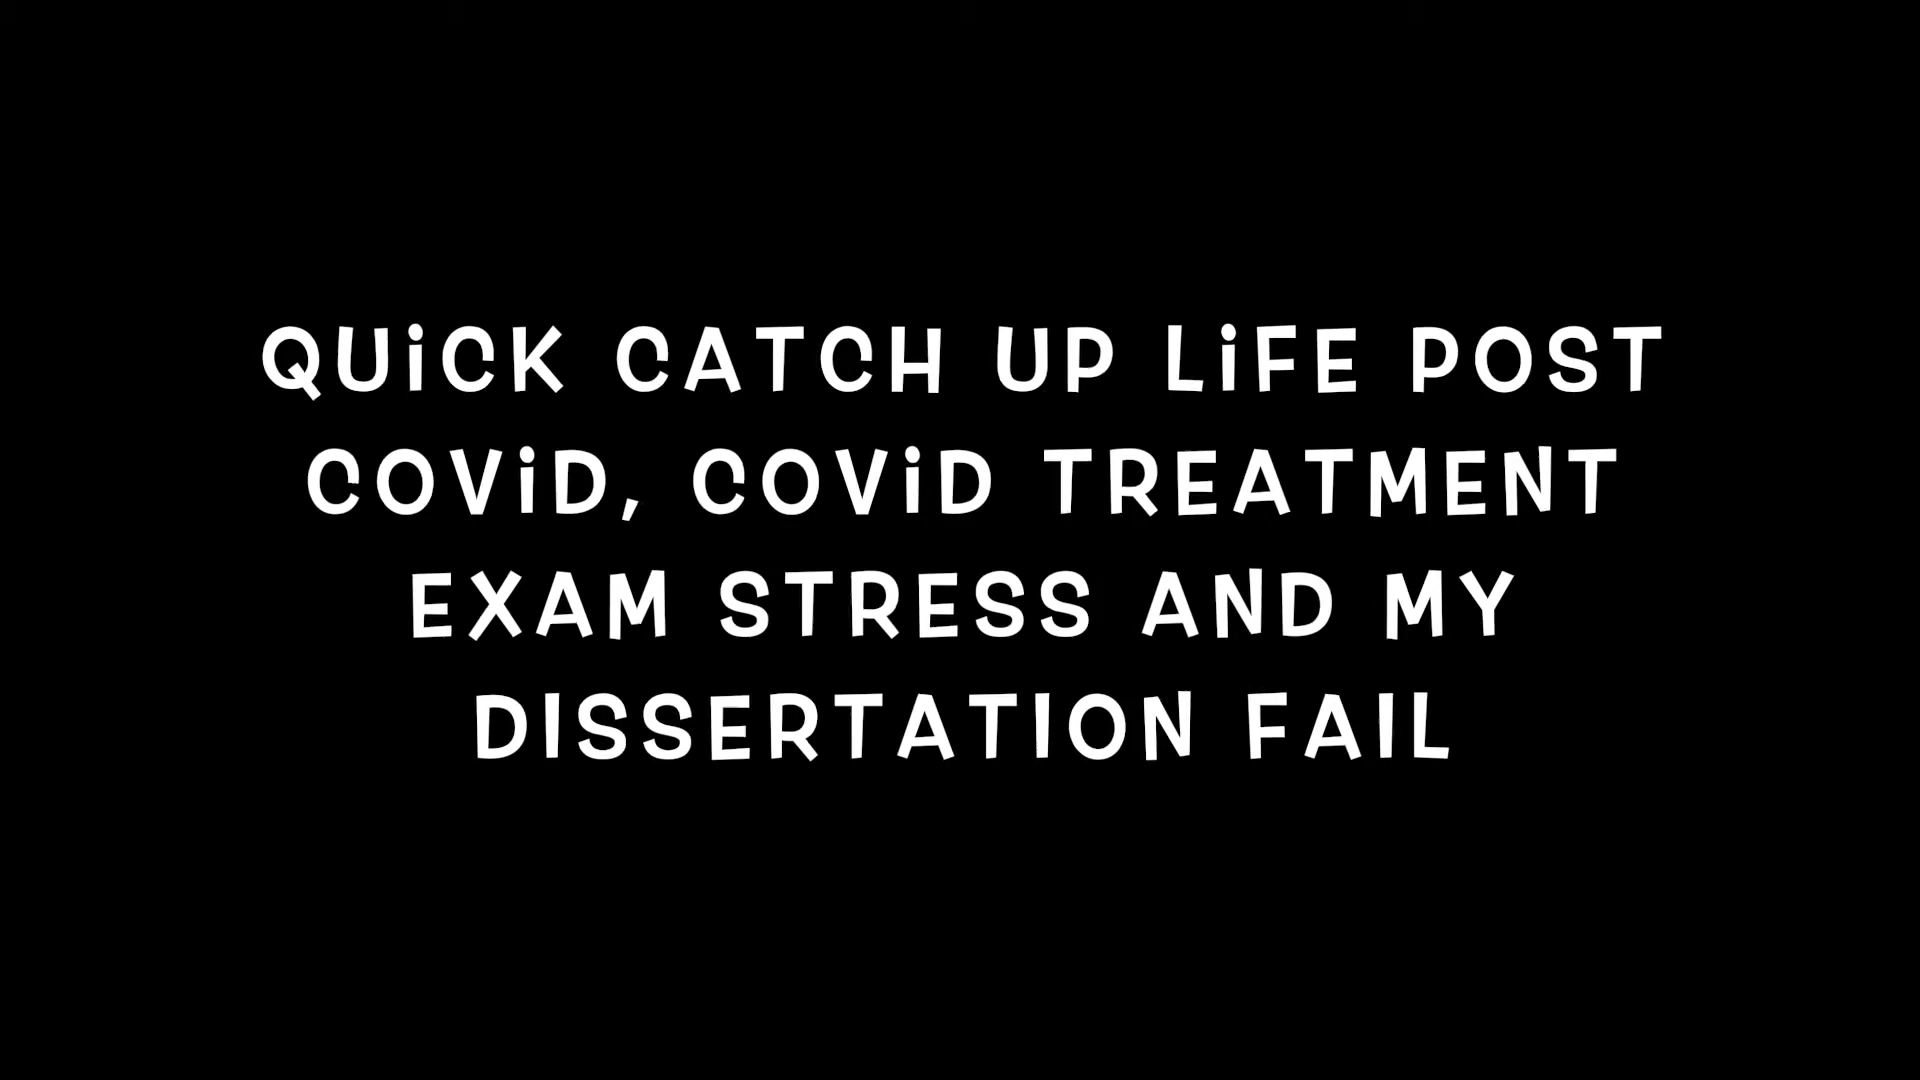 QUiCK CATCH UP LiFE POST
COViD, COViD TREATMENT
EXAM STRESS AND MY
DISSERTATION FAIL